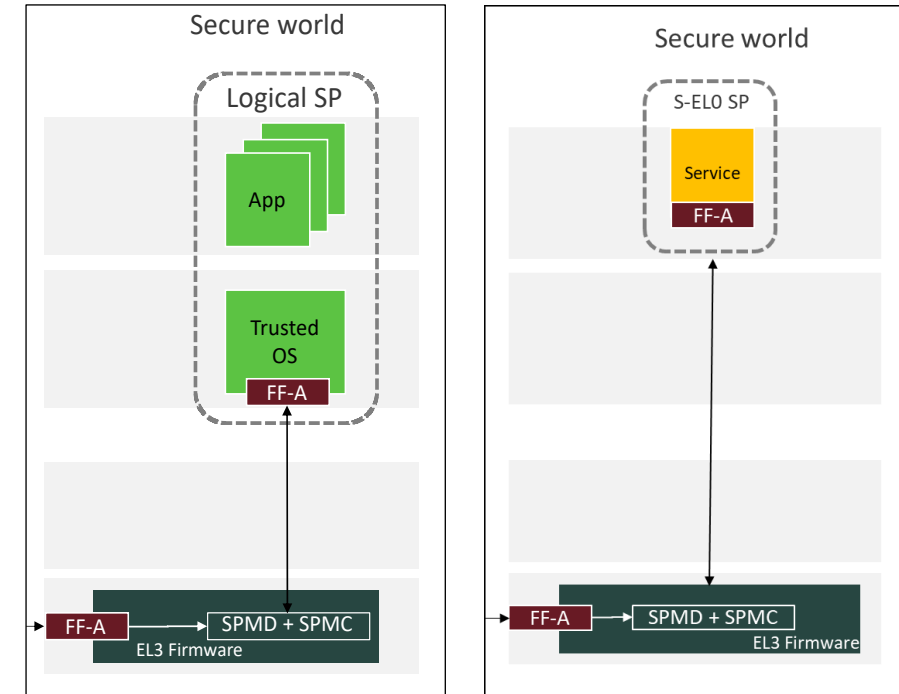 Secure world
Logical SP
App
Trusted
OS
FF-A
FF-A
SPMD + SPMC
EL3 Firmware
Secure world
S-EL0 SP
Service
FF-A
FF-A
SPMD + SPMC
EL3 Firmware